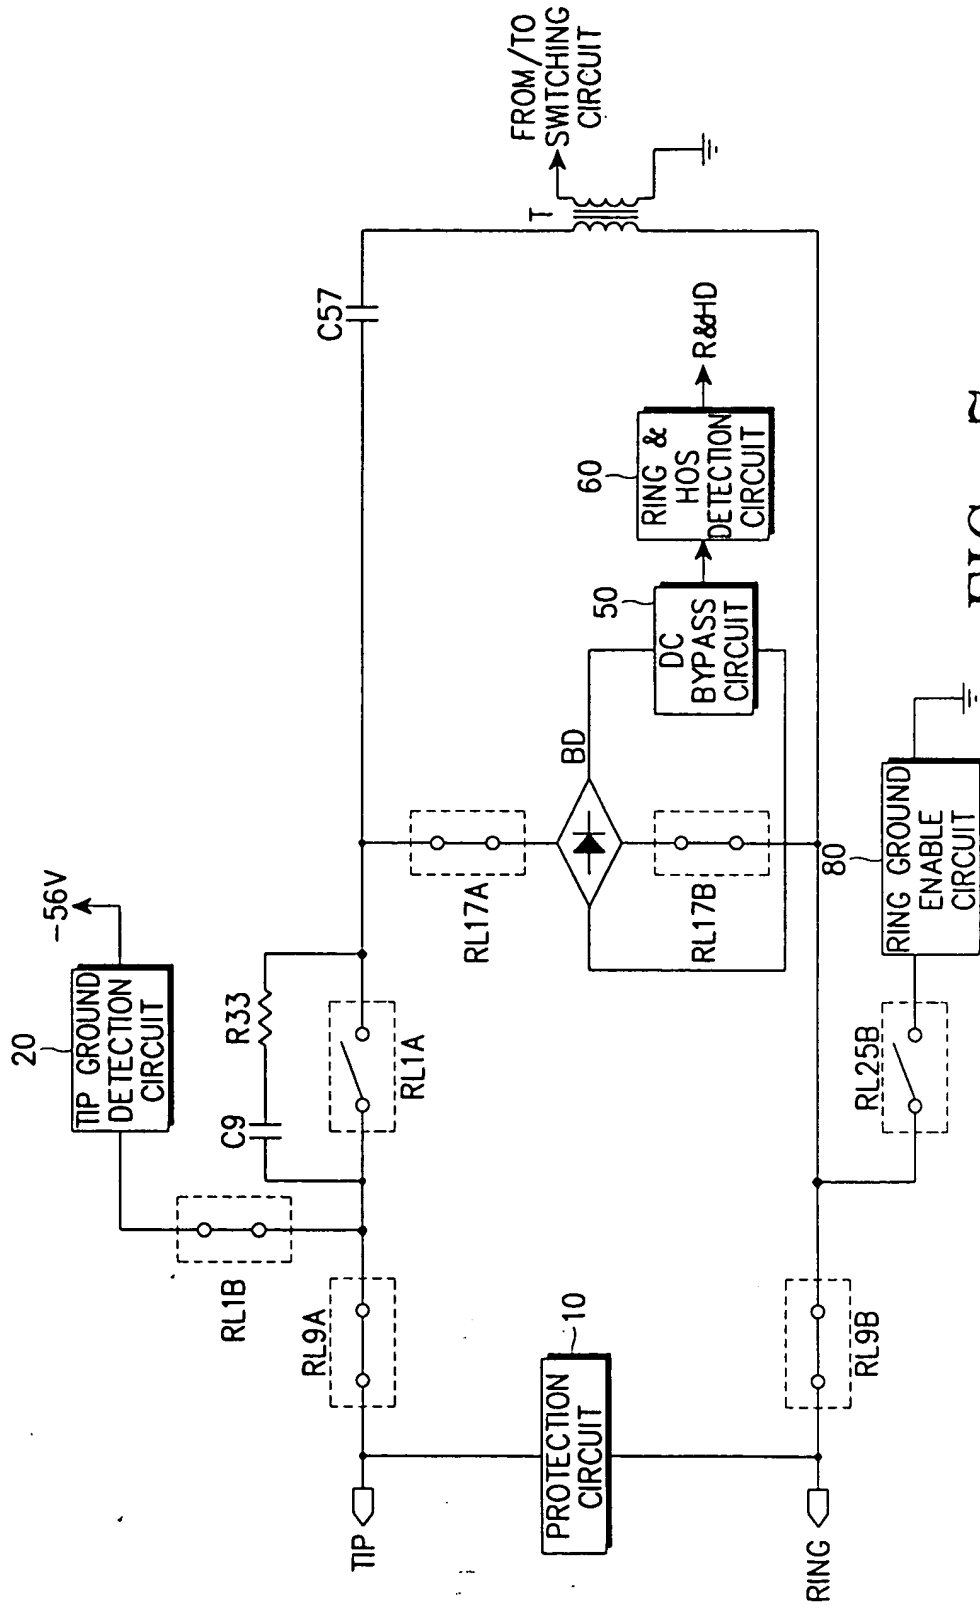 20
TIP GROUND
DETECTION
CIRCUIT
-56V
RL1B
C9
R33
C57
TIP
RL9A
RL1A
RL17A
T
FROM/TO
SWITCHING
CIRCUIT
10
PROTECTION
CIRCUIT
BD
50
DC
BYPASS
CIRCUIT
60
RING &
HOS
DETECTION
CIRCUIT
R&HD
RL17B
RING
RL9B
RL25B
80
RING GROUND
ENABLE
CIRCUIT
FIG